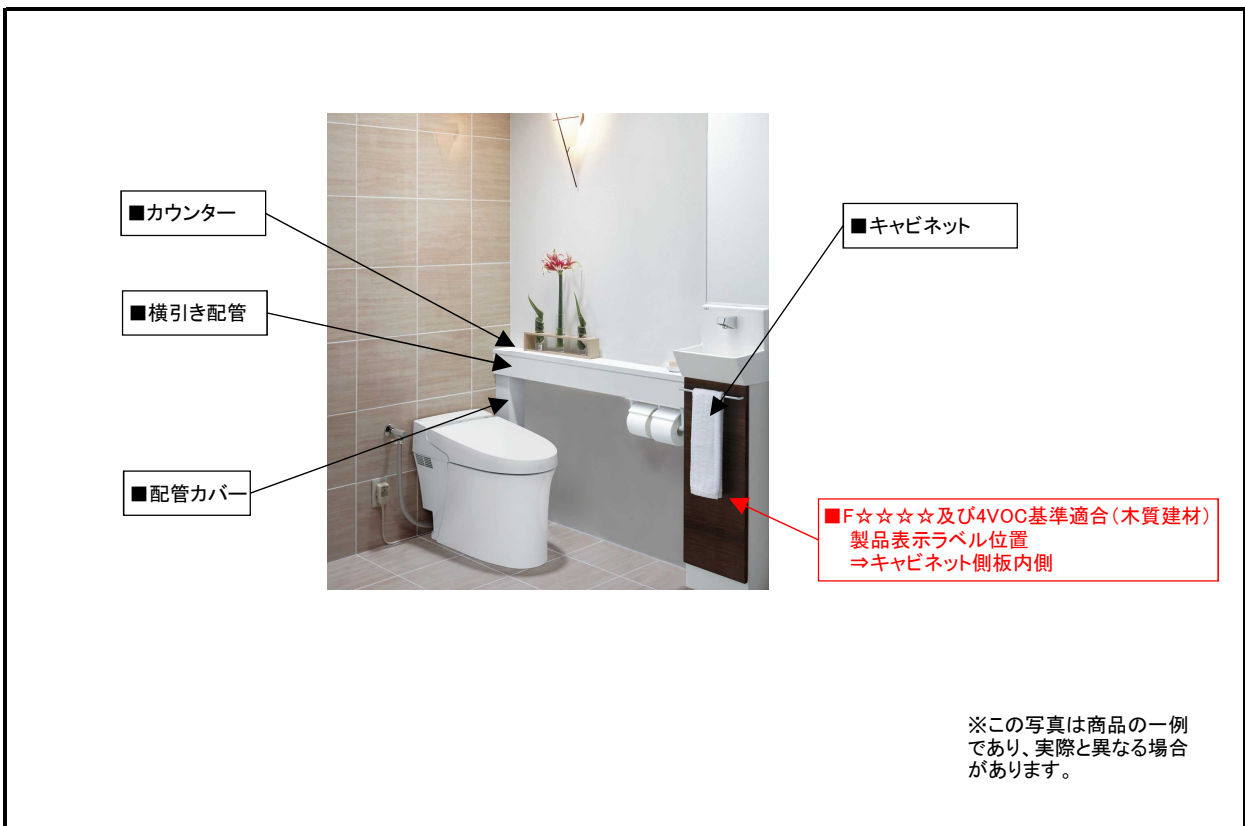 ■カウンター
■キャビネット
■横引き配管
■配管カバー
■F☆☆☆☆及び4VOC基準適合（木質建材）
製品表示ラベル位置
⇒キャビネット側板内側
※この写真は商品の一例
であり、実際と異なる場合
があります。